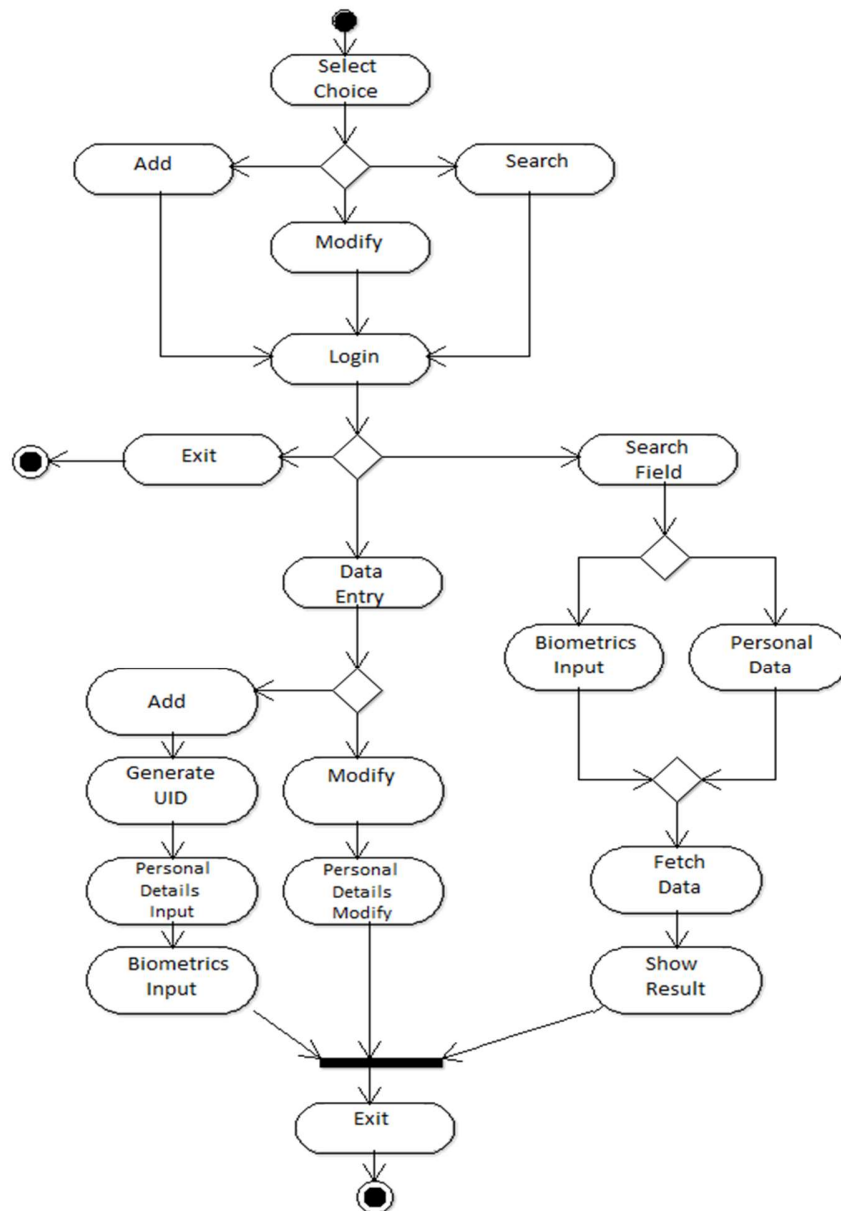 Select
Choice
Add
Search
Modify
Login
Exit
Search
Field
Data
Entry
Biometrics
Input
Personal
Data
Add
Generate
UID
Modify
Personal
Details
Input
Personal
Details
Modify
Fetch
Data
Biometrics
Input
Show
Result
Exit